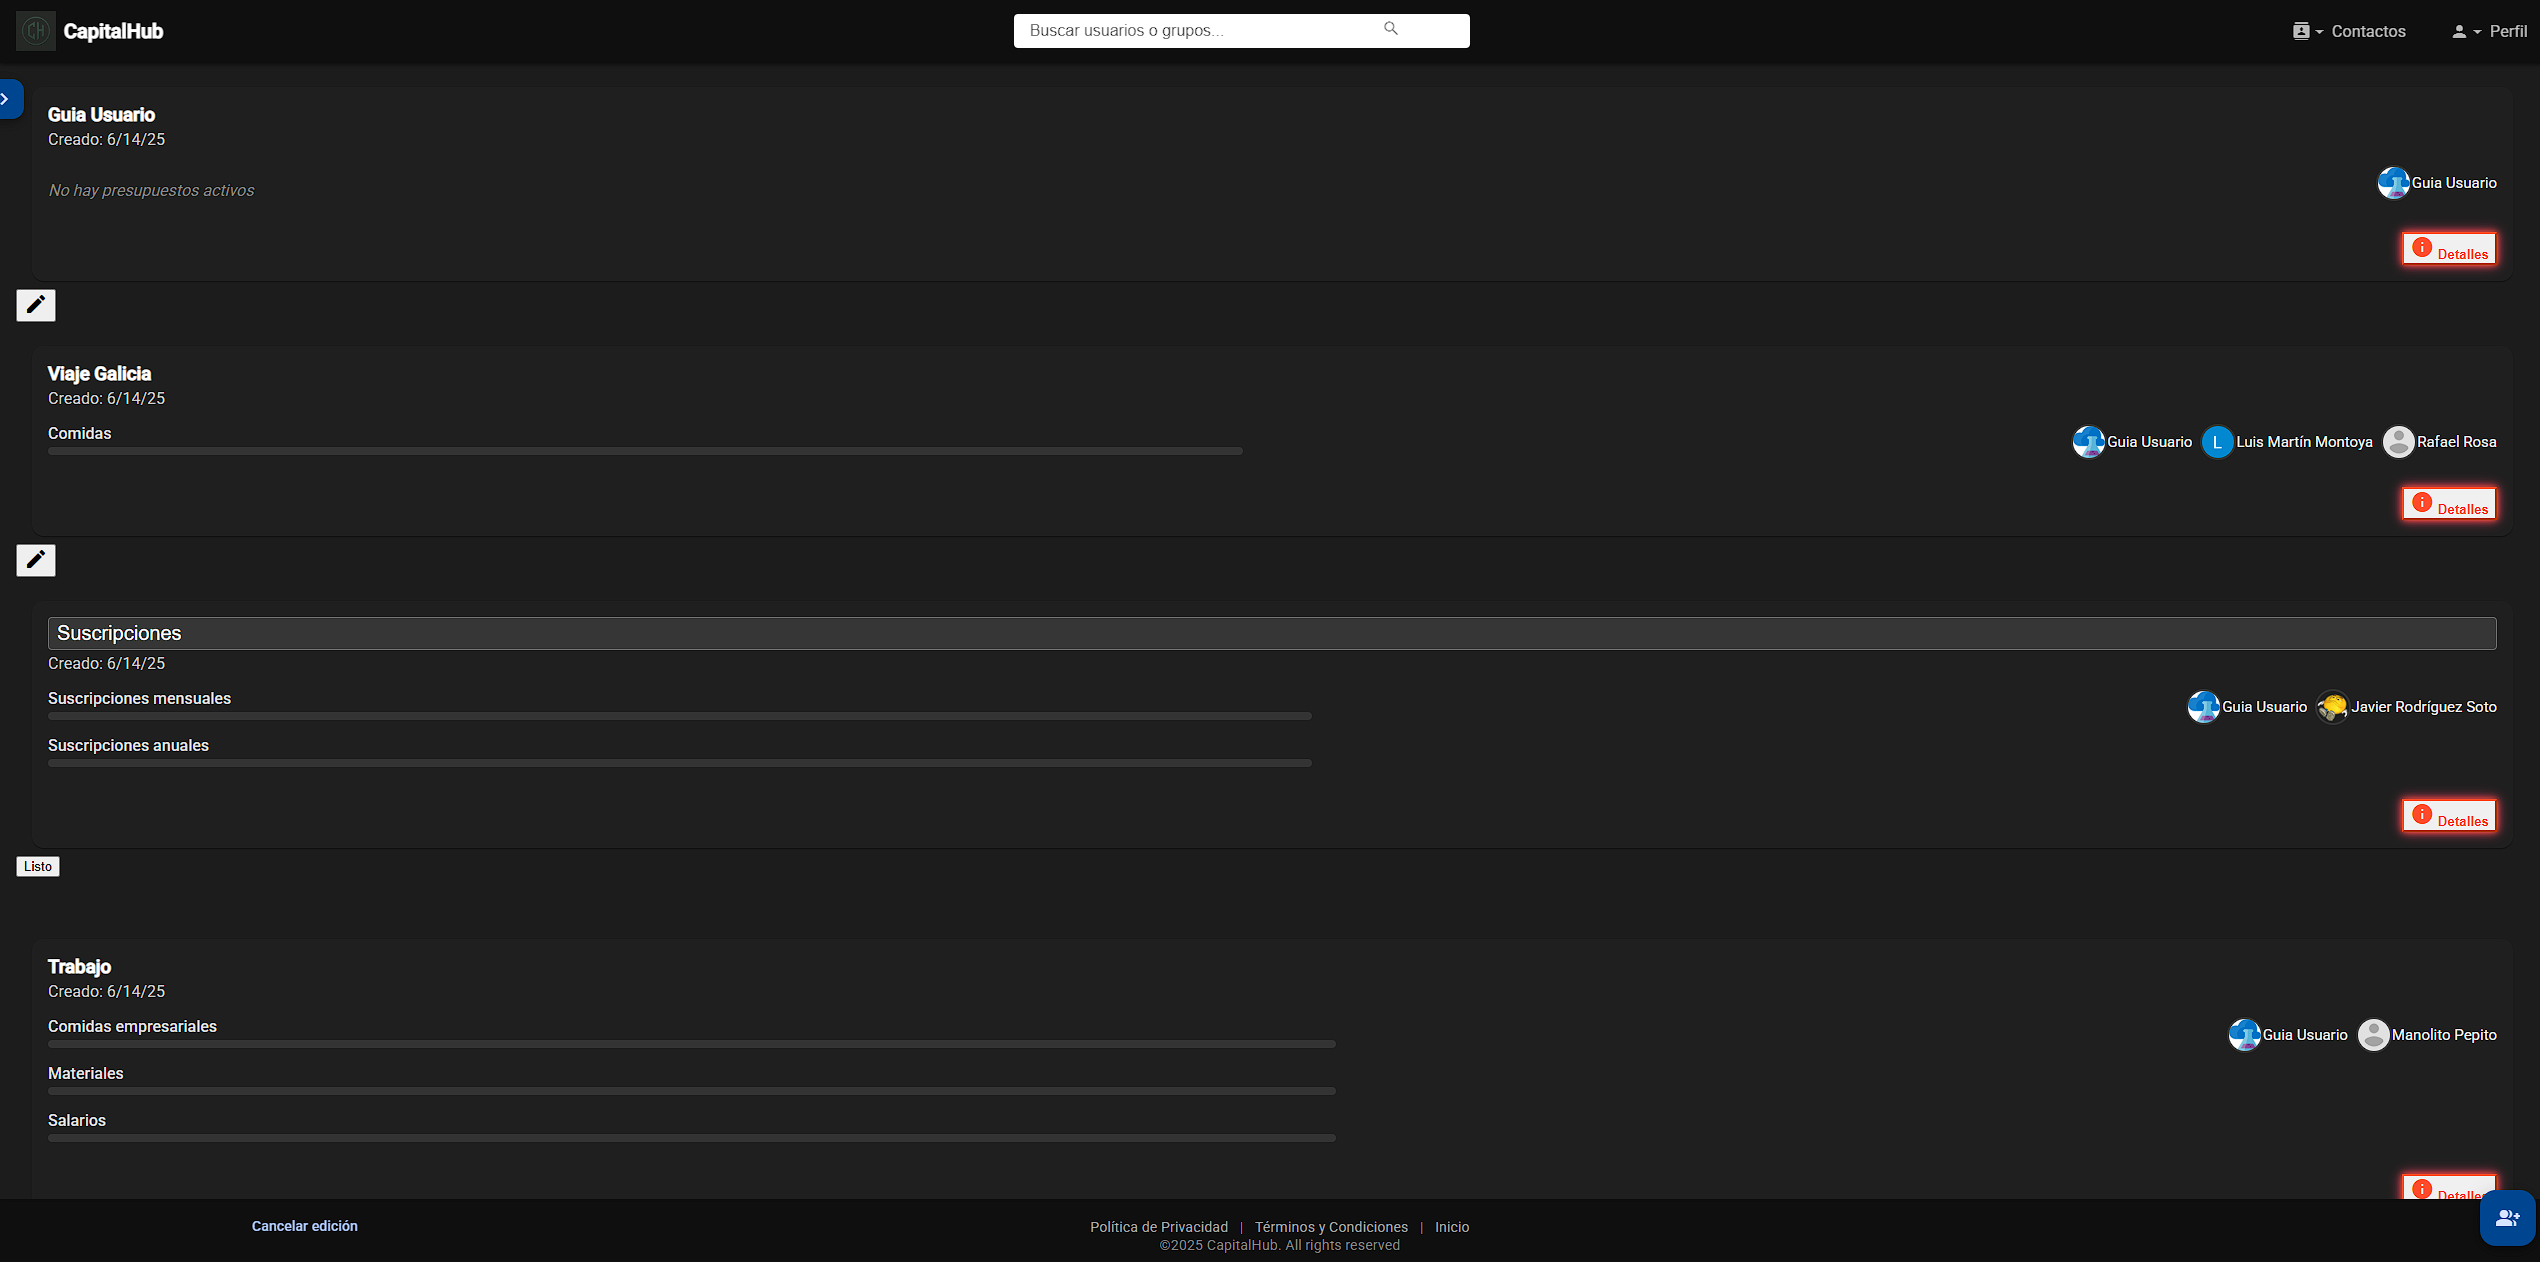 CapitalHub
Buscar usuarios o grupos...
Contactos
Perfil
Guia Usuario
Creado: 6/14/25
No hay presupuestos activos
Guia Usuario
Detalles
Viaje Galicia
Creado: 6/14/25
Comidas
Guia Usuario
L
Luis Martín Montoya
Rafael Rosa
Detalles
Suscripciones
Creado: 6/14/25
Suscripciones mensuales
Guia Usuario
Javier Rodríguez Soto
Suscripciones anuales
Detalles
Listo
Trabajo
Creado: 6/14/25
Comidas empresariales
Guia Usuario
Manolito Pepito
Materiales
Salarios
Detalles
Cancelar edición
Política de Privacidad | Términos y Condiciones | Inicio
©2025 CapitalHub. All rights reserved